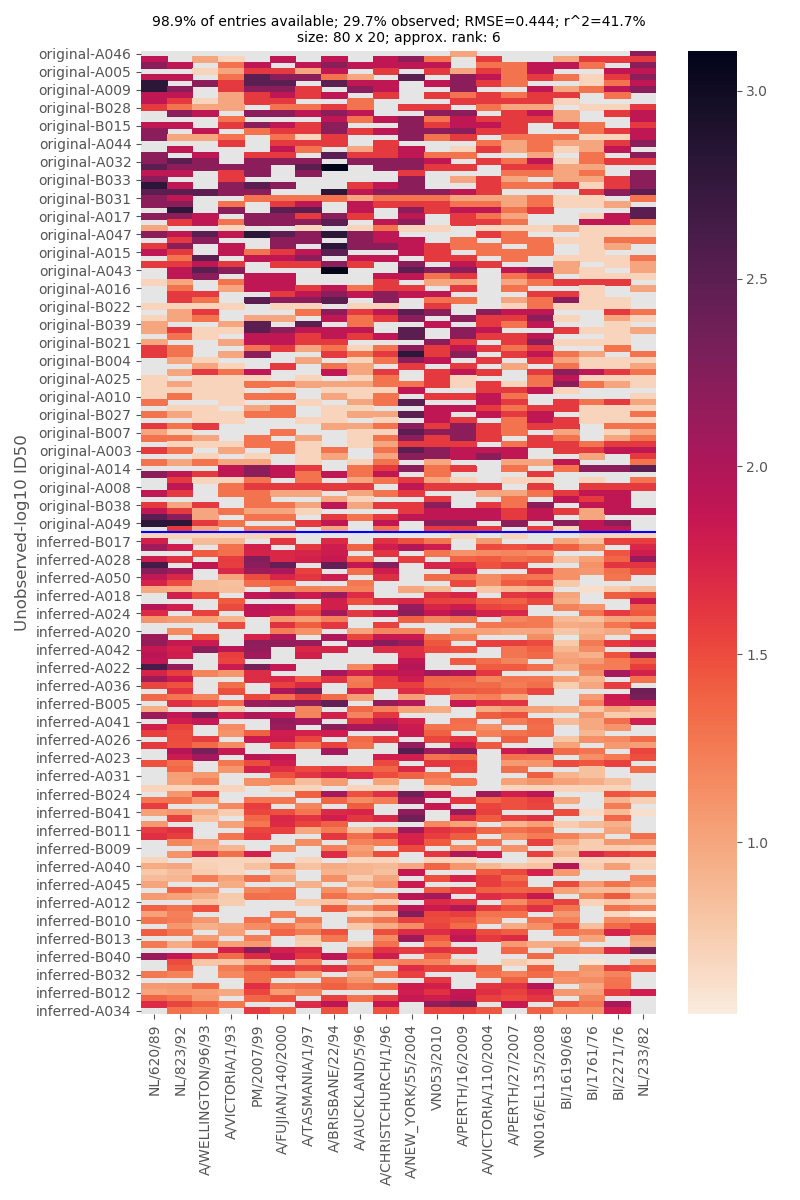 98.9% of entries available; 29.7% observed; RMSE=0.444; r^2=41.7%
size: 80 x 20; approx. rank: 6
Unobserved-log10 ID50
original-A046
original-A005
original-A009
original-B028
original-B015
original-A044
original-A032
original-B033
original-B031
original-A017
original-A047
original-A015
original-A043
original-A016
original-B022
original-B039
original-B021
original-B004
original-A025
original-A010
original-B027
original-B007
original-A003
original-A014
original-A008
original-B038
original-A049
inferred-B017
inferred-A028
inferred-A050
inferred-A018
inferred-A024
inferred-A020
inferred-A042
inferred-A022
inferred-A036
inferred-B005
inferred-A041
inferred-A026
inferred-A023
inferred-A031
inferred-B024
inferred-B041
inferred-B011
inferred-B009
inferred-A040
inferred-A045
inferred-A012
inferred-B010
inferred-B013
inferred-B040
inferred-B032
inferred-B012
inferred-A034
NL/620/89
NL/823/92
A/WELLINGTON/96/93
A/VICTORIA/1/93
PM/2007/99
A/FUJIAN/140/2000
A/TASMANIA/1/97
A/BRISBANE/22/94
A/AUCKLAND/5/96
A/CHRISTCHURCH/1/96
A/NEW_YORK/55/2004
VN053/2010
A/PERTH/16/2009
A/VICTORIA/110/2004
A/PERTH/27/2007
VN016/EL135/2008
BI/16190/68
BI/1761/76
BI/2271/76
NL/233/82
3.0
2.5
2.0
1.5
1.0